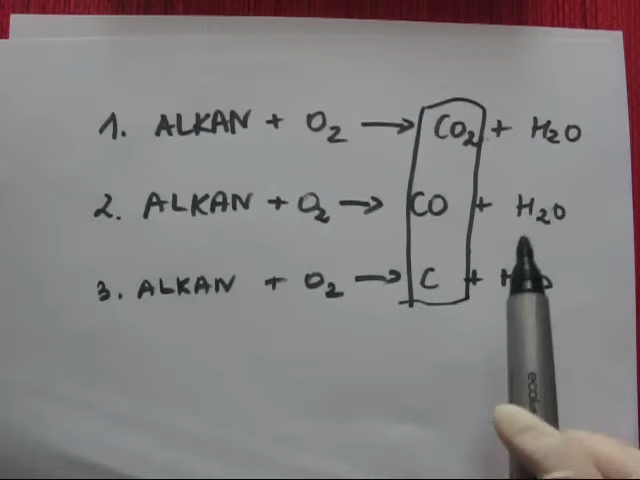 1. ALKAN + O₂ → CO₂ + H₂O
2. ALKAN + O₂ → CO + H₂O
3. ALKAN + O₂ → C +